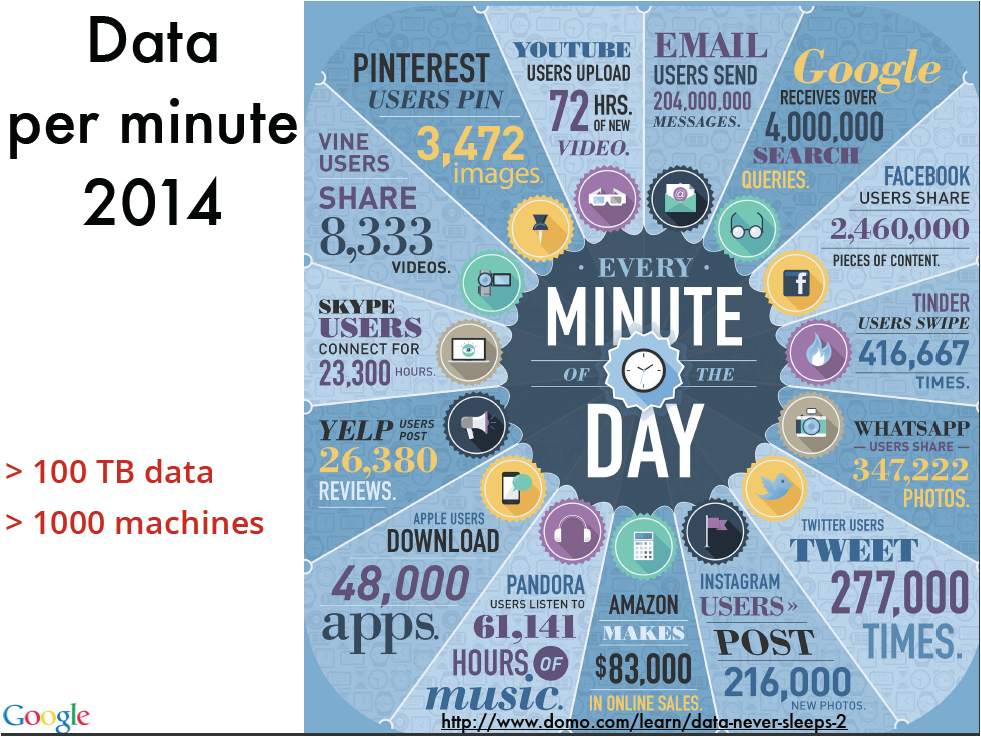 Data
per minute
2014
> 100 TB data
> 1000 machines
Google
PINTEREST
USERS PIN
3,472
images.
YOUTUBE
USERS UPLOAD
72 HRS.
OF NEW
VIDEO.
EMAIL
USERS SEND
204,000,000
MESSAGES.
Google
RECEIVES OVER
4,000,000
SEARCH
QUERIES.
FACEBOOK
USERS SHARE
2,460,000
PIECES OF CONTENT.
TINDER
USERS SWIPE
416,667
TIMES.
WHATSAPP
USERS SHARE
347,222
PHOTOS.
TWITTER USERS
TWEET
277,000
TIMES.
INSTAGRAM
USERS »
POST
216,000
NEW PHOTOS.
AMAZON
MAKES
$83,000
IN ONLINE SALES.
PANDORA
USERS LISTEN TO
61,141
HOURS OF
music.
APPLE USERS
DOWNLOAD
48,000
apps.
YELP USERS
POST
26,380
REVIEWS.
SKYPE
USERS
CONNECT FOR
23,300 HOURS.
VINE
USERS
SHARE
8,333
VIDEOS.
· EVERY ·
MINUTE
OF THE
DAY
http://www.domo.com/learn/data-never-sleeps-2